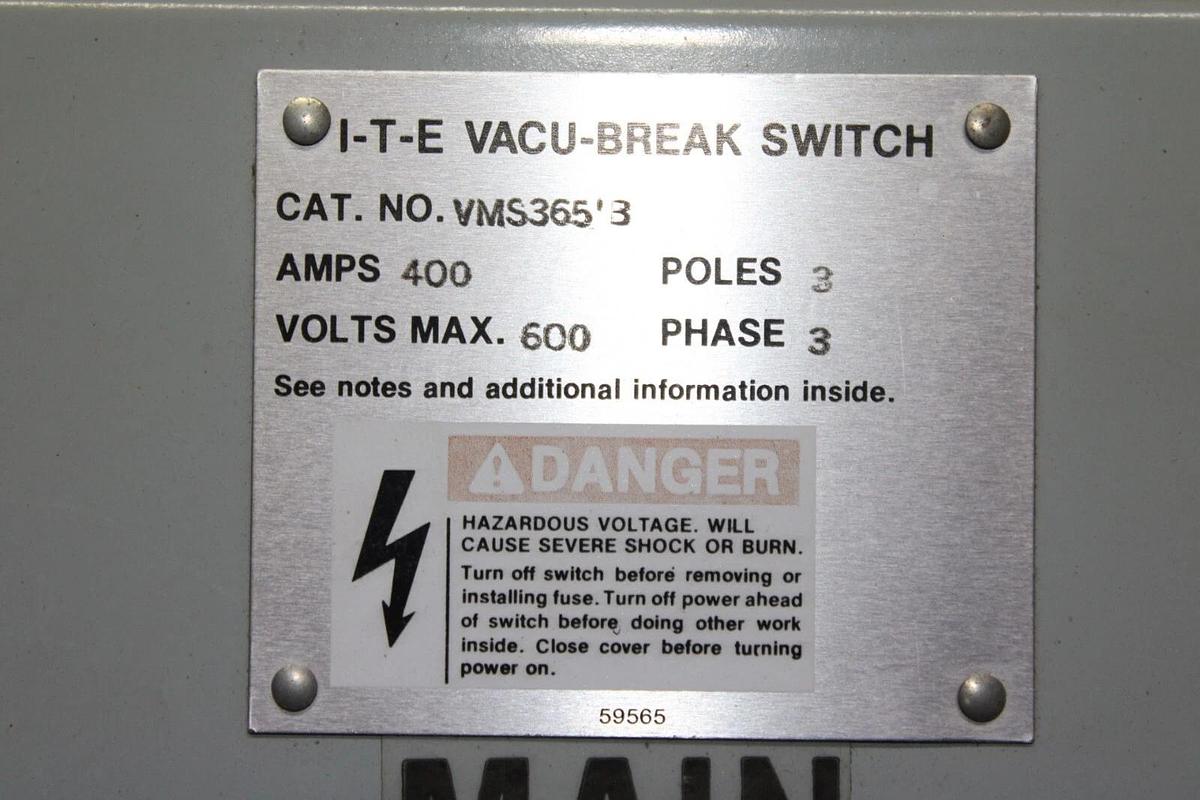 I-T-E VACU-BREAK SWITCH
CAT. NO. VMS365'B
AMPS 400 POLES 3
VOLTS MAX. 600 PHASE 3
See notes and additional information inside.
DANGER
HAZARDOUS VOLTAGE. WILL
CAUSE SEVERE SHOCK OR BURN.
Turn off switch before removing or
installing fuse. Turn off power ahead
of switch before doing other work
inside. Close cover before turning
power on.
59565
MAIN